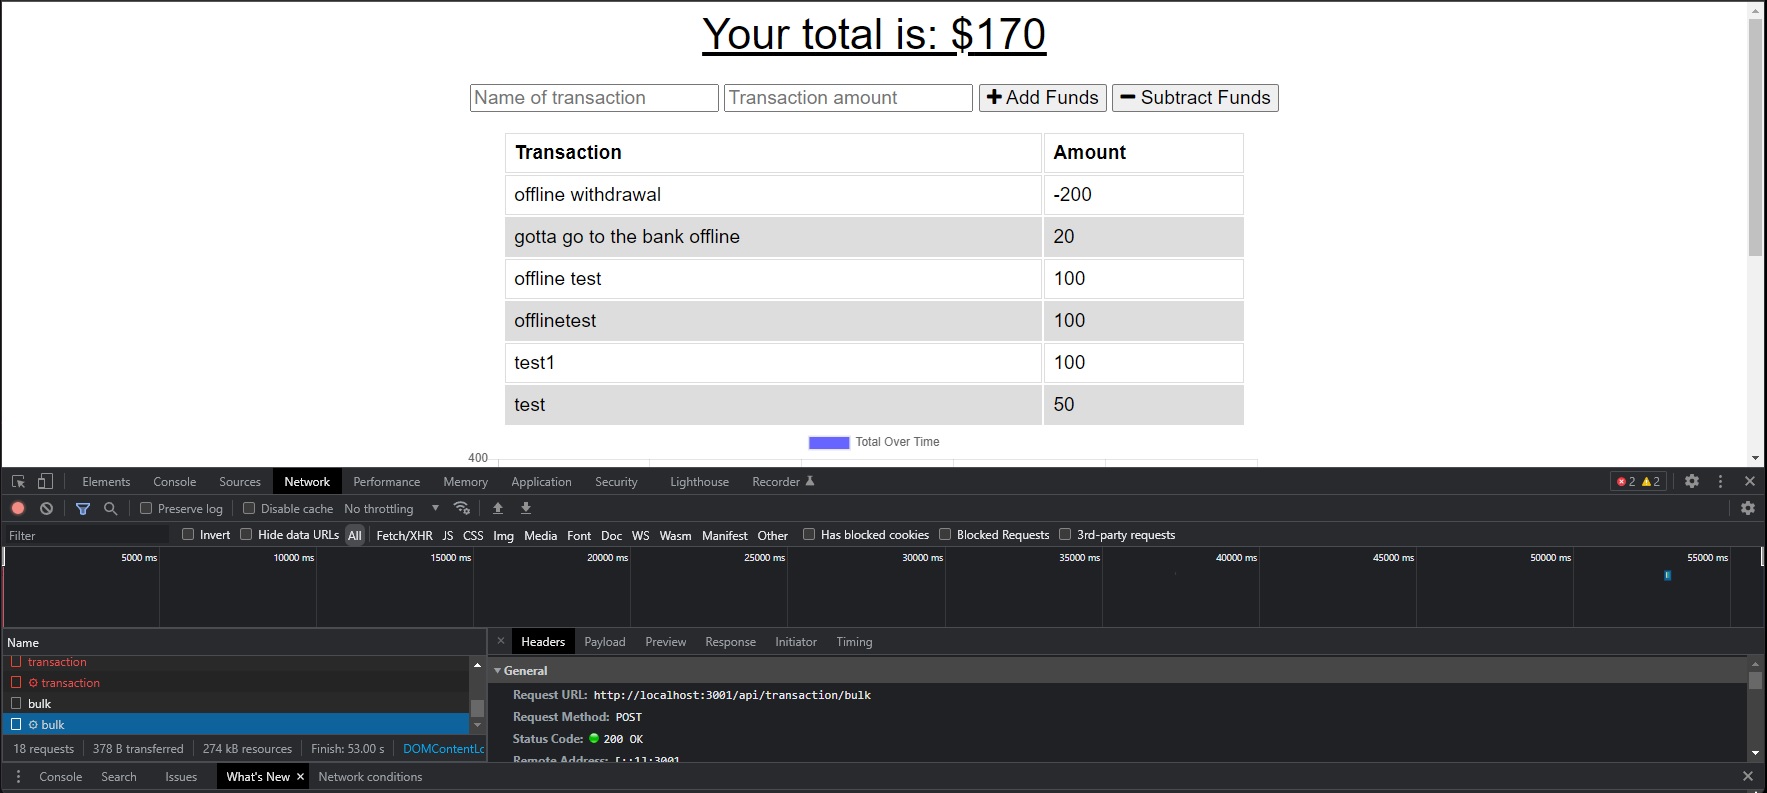 Your total is: $170
Name of transaction Transaction amount Add Funds Subtract Funds
Transaction Amount
offline withdrawal -200
gotta go to the bank offline 20
offline test 100
offlinetest 100
test1 100
test 50
Total Over Time
400
Elements Console Sources Network Performance Memory Application Security Lighthouse Recorder 2 2
Preserve log Disable cache No throttling
Filter Invert Hide data URLs All Fetch/XHR JS CSS Img Media Font Doc WS Wasm Manifest Other Has blocked cookies Blocked Requests 3rd-party requests
5000 ms 10000 ms 15000 ms 20000 ms 25000 ms 30000 ms 35000 ms 40000 ms 45000 ms 50000 ms 55000 ms
Name
transaction
transaction
bulk
bulk
18 requests 378 B transferred 274 kB resources Finish: 53.00 s DOMContentLc
Headers Payload Preview Response Initiator Timing
General
Request URL: http://localhost:3001/api/transaction/bulk
Request Method: POST
Status Code: 200 OK
Remote Address: [::1]:3001
Console Search Issues What's New Network conditions